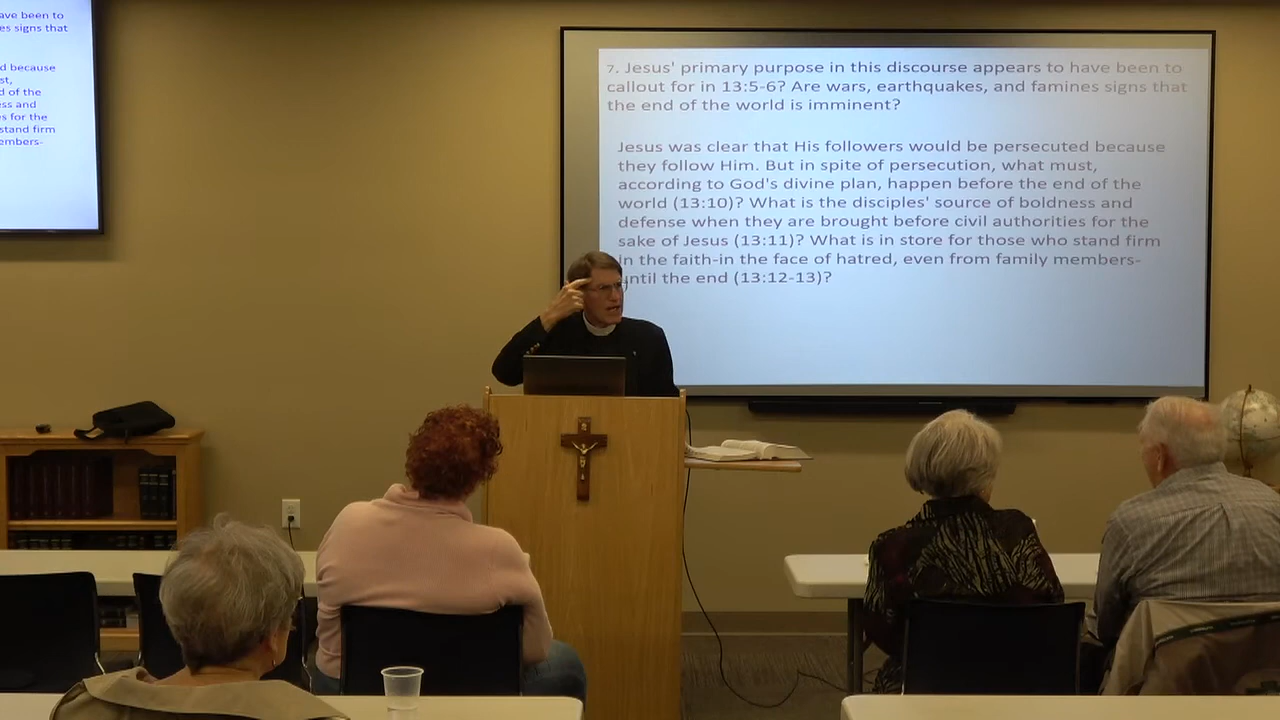 ave been to
es signs that
d because
st,
d of the
ess and
es for the
stand firm
embers-
7. Jesus' primary purpose in this discourse appears to have been to
callout for in 13:5-6? Are wars, earthquakes, and famines signs that
the end of the world is imminent?
Jesus was clear that His followers would be persecuted because
they follow Him. But in spite of persecution, what must,
according to God's divine plan, happen before the end of the
world (13:10)? What is the disciples' source of boldness and
defense when they are brought before civil authorities for the
sake of Jesus (13:11)? What is in store for those who stand firm
in the faith-in the face of hatred, even from family members-
until the end (13:12-13)?